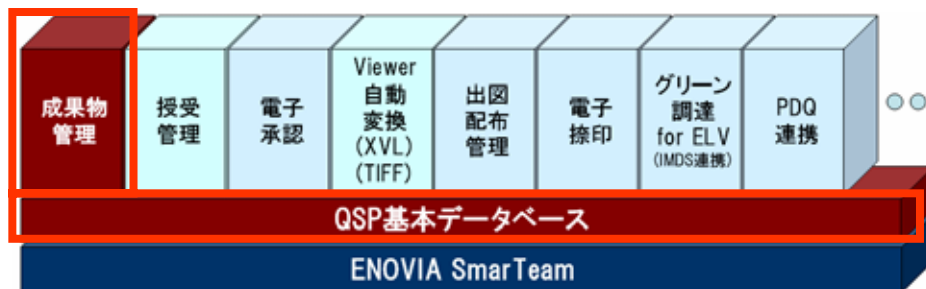 成果物
管理
授受
管理
電子
承認
Viewer
自動
変換
(XVL)
(TIFF)
出図
配布
管理
電子
捺印
グリーン
調達
for ELV
(IMDS連携)
PDQ
連携
QSP基本データベース
ENOVIA SmarTeam